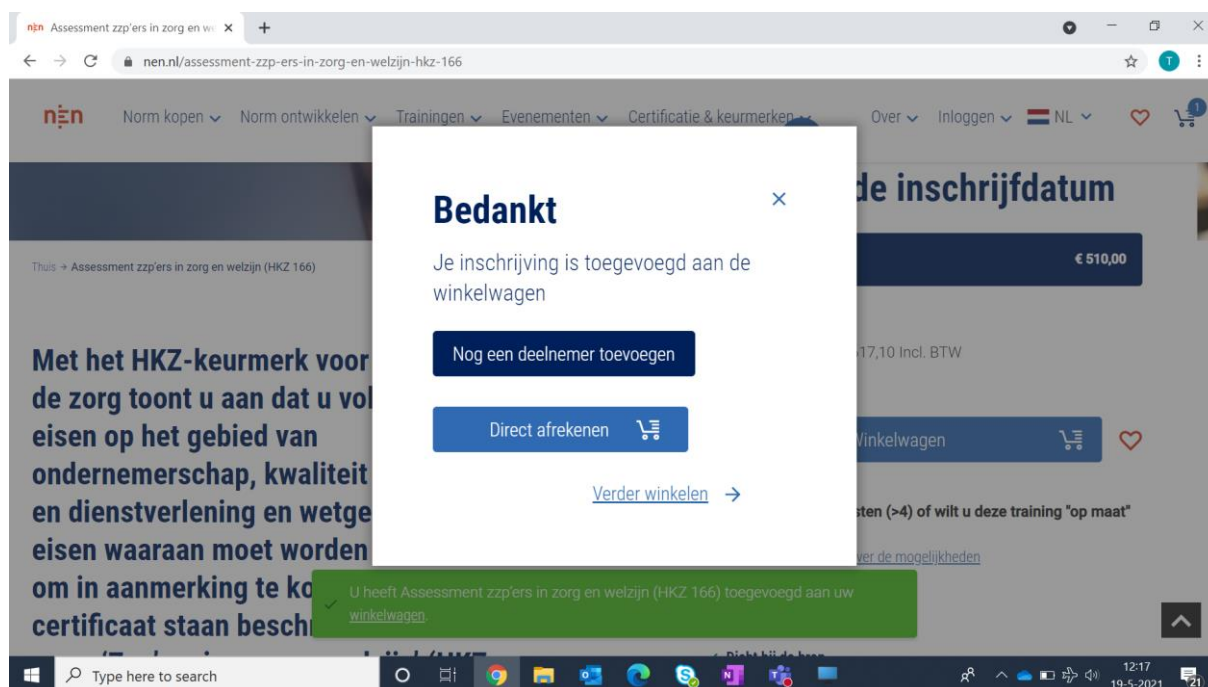 nen Assessment zzp'ers in zorg en w
nen.nl/assessment-zzp-ers-in-zorg-en-welzijn-hkz-166
T
nen Norm kopen Norm ontwikkelen Trainingen Evenementen Certificatie & keurmerken Over Inloggen NL 1
de inschrijfdatum
€ 510,00
Thuis → Assessment zzp'ers in zorg en welzijn (HKZ 166)
Bedankt
Je inschrijving is toegevoegd aan de
winkelwagen
Nog een deelnemer toevoegen
Direct afrekenen
Verder winkelen →
17,10 Incl. BTW
Winkelwagen
sten (>4) of wilt u deze training "op maat"
ver de mogelijkheden
Met het HKZ-keurmerk voor
de zorg toont u aan dat u vol
eisen op het gebied van
ondernemerschap, kwaliteit
en dienstverlening en wetge
eisen waaraan moet worden
om in aanmerking te ko
certificaat staan besch
U heeft Assessment zzp'ers in zorg en welzijn (HKZ 166) toegevoegd aan uw
winkelwagen.
Type here to search
12:17
19-5-2021
21